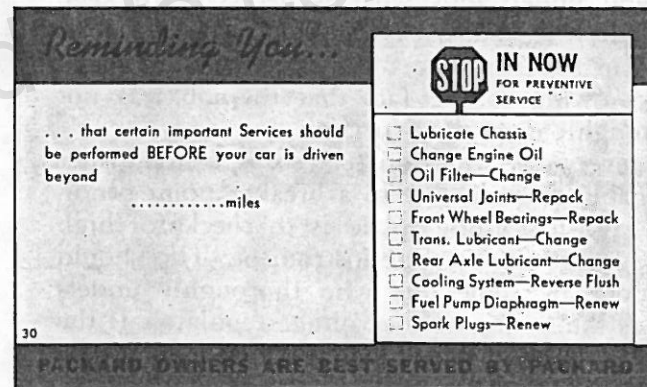 Reminding You...
. . . that certain important Services should
be performed BEFORE your car is driven
beyond
............miles
30
STOP
IN NOW
FOR PREVENTIVE
SERVICE
Lubricate Chassis
Change Engine Oil
Oil Filter—Change
Universal Joints—Repack
Front Wheel Bearings—Repack
Trans. Lubricant—Change
Rear Axle Lubricant—Change
Cooling System—Reverse Flush
Fuel Pump Diaphragm—Renew
Spark Plugs—Renew
PACKARD OWNERS ARE BEST SERVED BY PACKARD